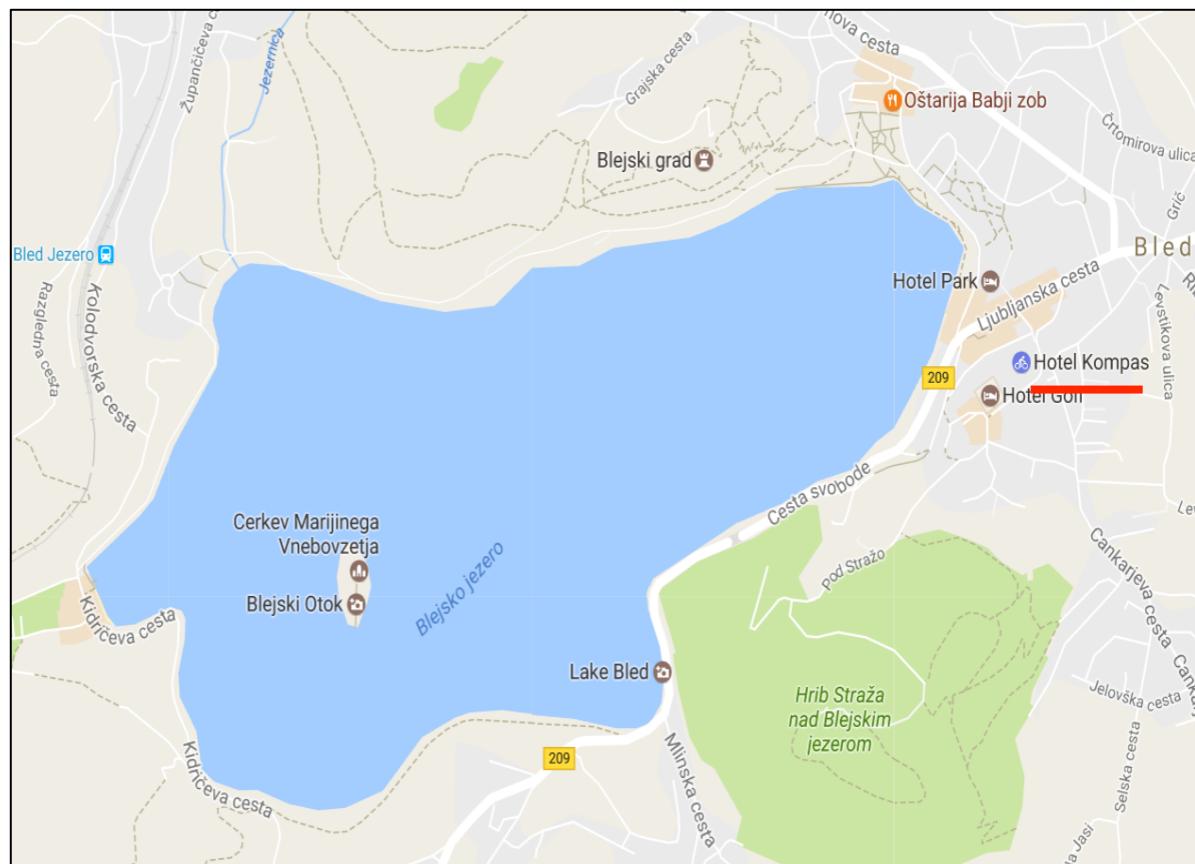 Župančičeva cesta
Jezernica
Grajska cesta
nova cesta
Oštarija Babji zob
Črtomirova ulica
Blejski grad
Grič
Bled Jezero
Bled
Razgledna cesta
Kolodvorska cesta
Hotel Park
Ljubljanska cesta
Levstikova ulica
209
Hotel Kompas
Hotel Golf
Cesta svobode
Cerkev Marijinega
Vnebovzetja
Blejski Otok
Blejsko jezero
Pod Stražo
Cankarjeva cesta
Kidričeva cesta
Lake Bled
Hrib Straža
nad Blejskim
jezerom
Jelovška cesta
Selska cesta
209
Mlinska cesta
Kidričeva cesta